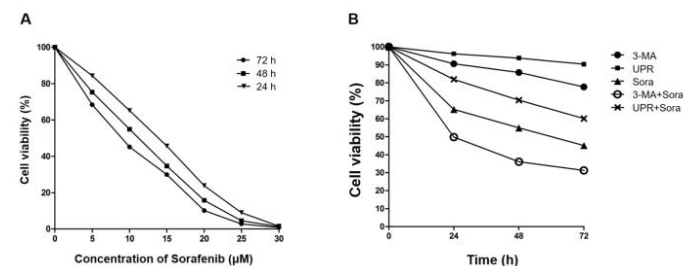 A
B
Cell viability (%)
100
80
60
40
20
0
0 5 10 15 20 25 30
Concentration of Sorafenib (μM)
72 h
48 h
24 h
Cell viability (%)
100
90
80
70
60
50
40
30
20
10
0
0 24 48 72
Time (h)
3-MA
UPR
Sora
3-MA+Sora
UPR+Sora